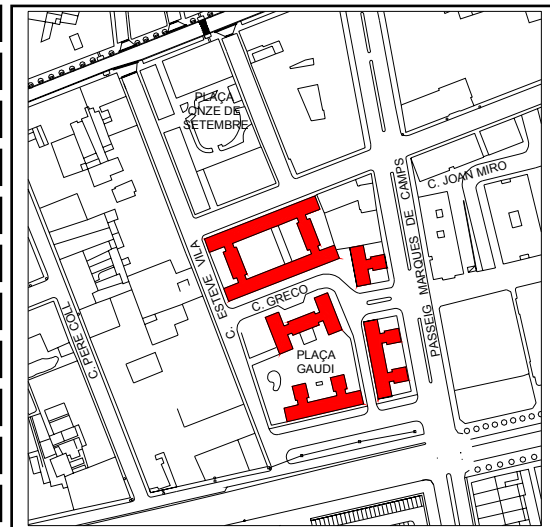 PLAÇA
ONZE DE
SETEMBRE
C. JOAN MIRO
PASSEIG MARQUES DE CAMPS
C. ESTEVE VILA
C. GRECO
C. PERE COLL
PLAÇA
GAUDI